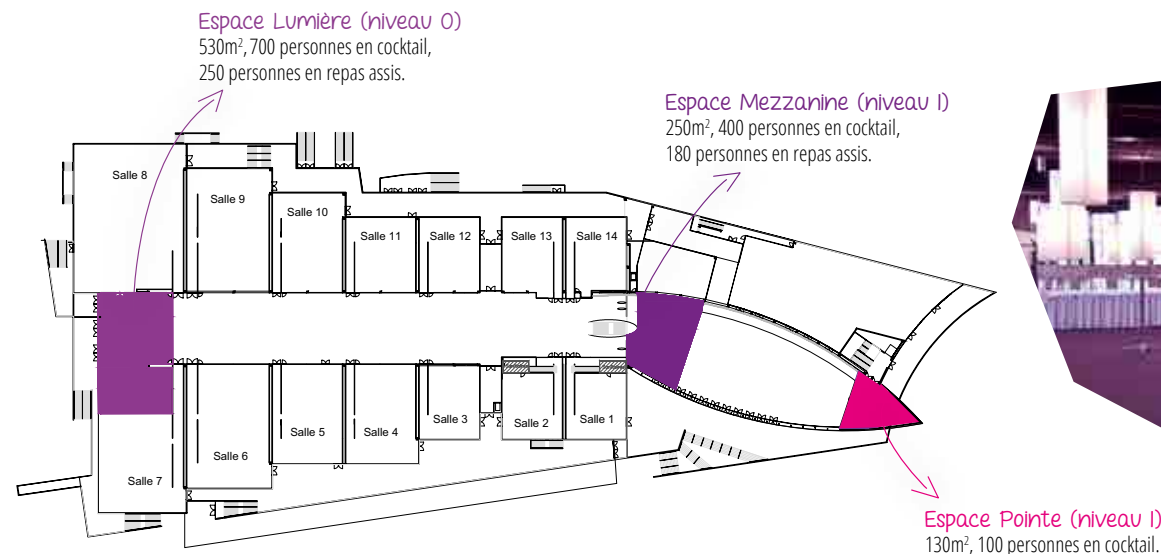 Espace Lumière (niveau 0)
530m², 700 personnes en cocktail,
250 personnes en repas assis.
Espace Mezzanine (niveau 1)
250m², 400 personnes en cocktail,
180 personnes en repas assis.
Salle 8
Salle 9
Salle 10
Salle 11
Salle 12
Salle 13
Salle 14
Salle 7
Salle 6
Salle 5
Salle 4
Salle 3
Salle 2
Salle 1
Espace Pointe (niveau 1)
130m², 100 personnes en cocktail.